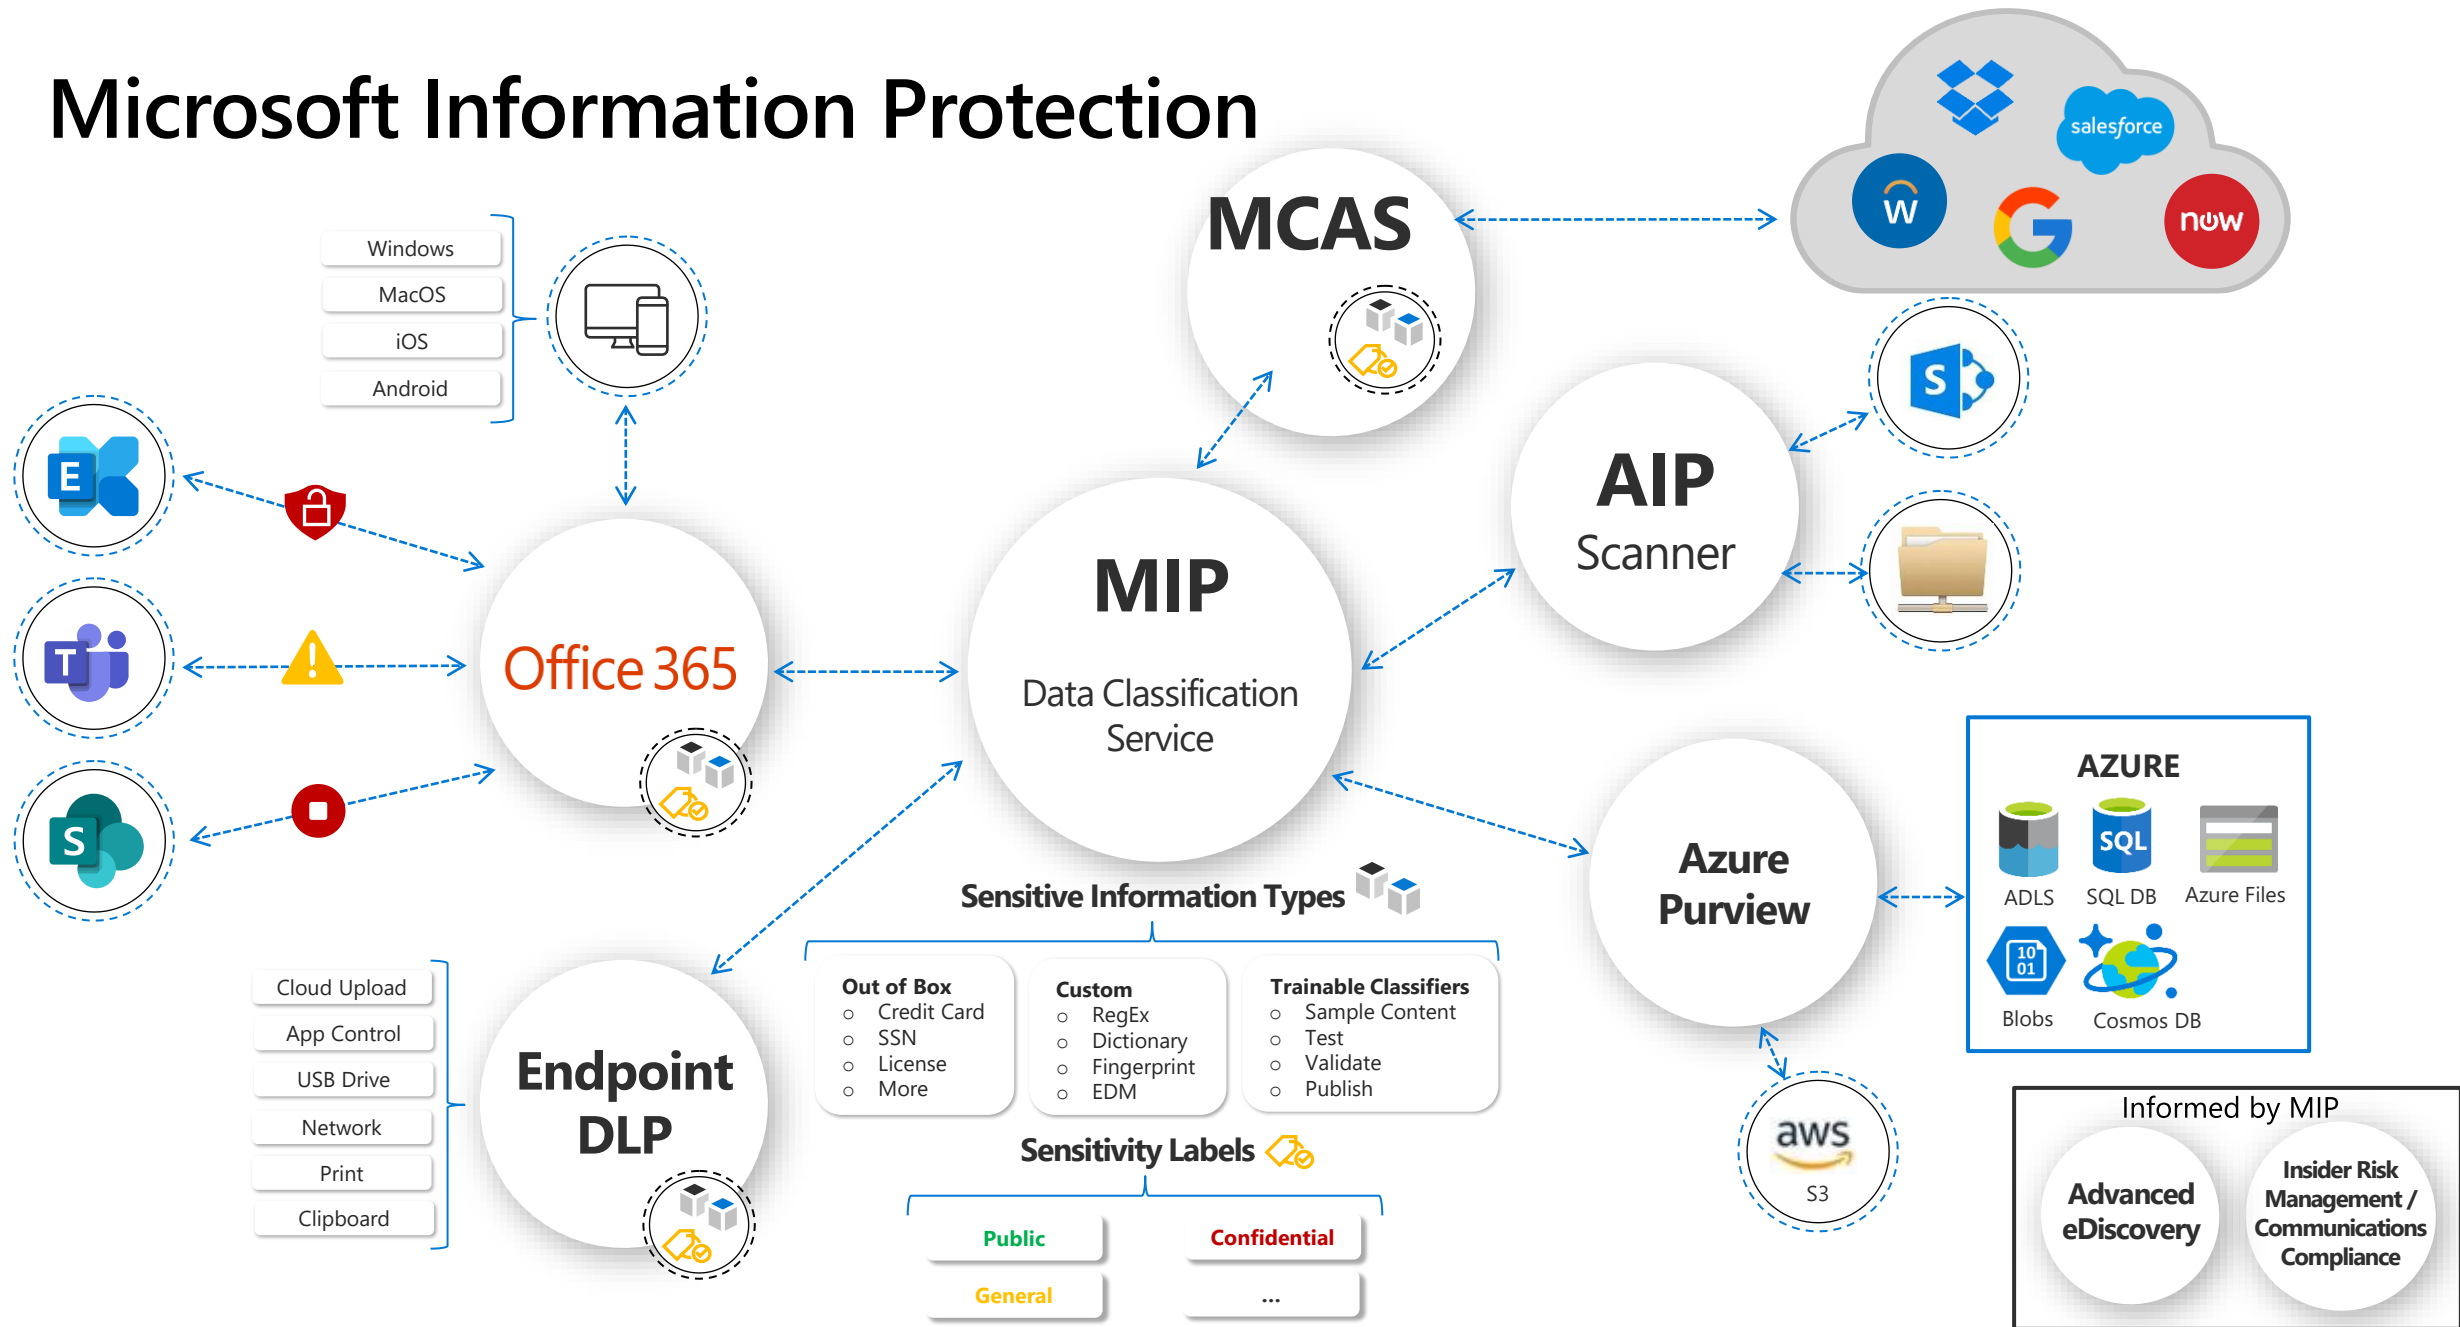 Microsoft Information Protection
salesforce
W
now
MCAS
Windows
MacOS
iOS
Android
S
E
AIP
Scanner
MIP
Data Classification
Service
T
Office 365
S
AZURE
SQL
ADLS
SQL DB
Azure Files
10
01
Blobs
Cosmos DB
Azure
Purview
Sensitive Information Types
Out of Box
○ Credit Card
○ SSN
○ License
○ More
Custom
○ RegEx
○ Dictionary
○ Fingerprint
○ EDM
Trainable Classifiers
○ Sample Content
○ Test
○ Validate
○ Publish
Cloud Upload
App Control
USB Drive
Network
Print
Clipboard
Endpoint
DLP
Sensitivity Labels
Public
Confidential
General
...
aws
S3
Informed by MIP
Advanced
eDiscovery
Insider Risk
Management /
Communications
Compliance